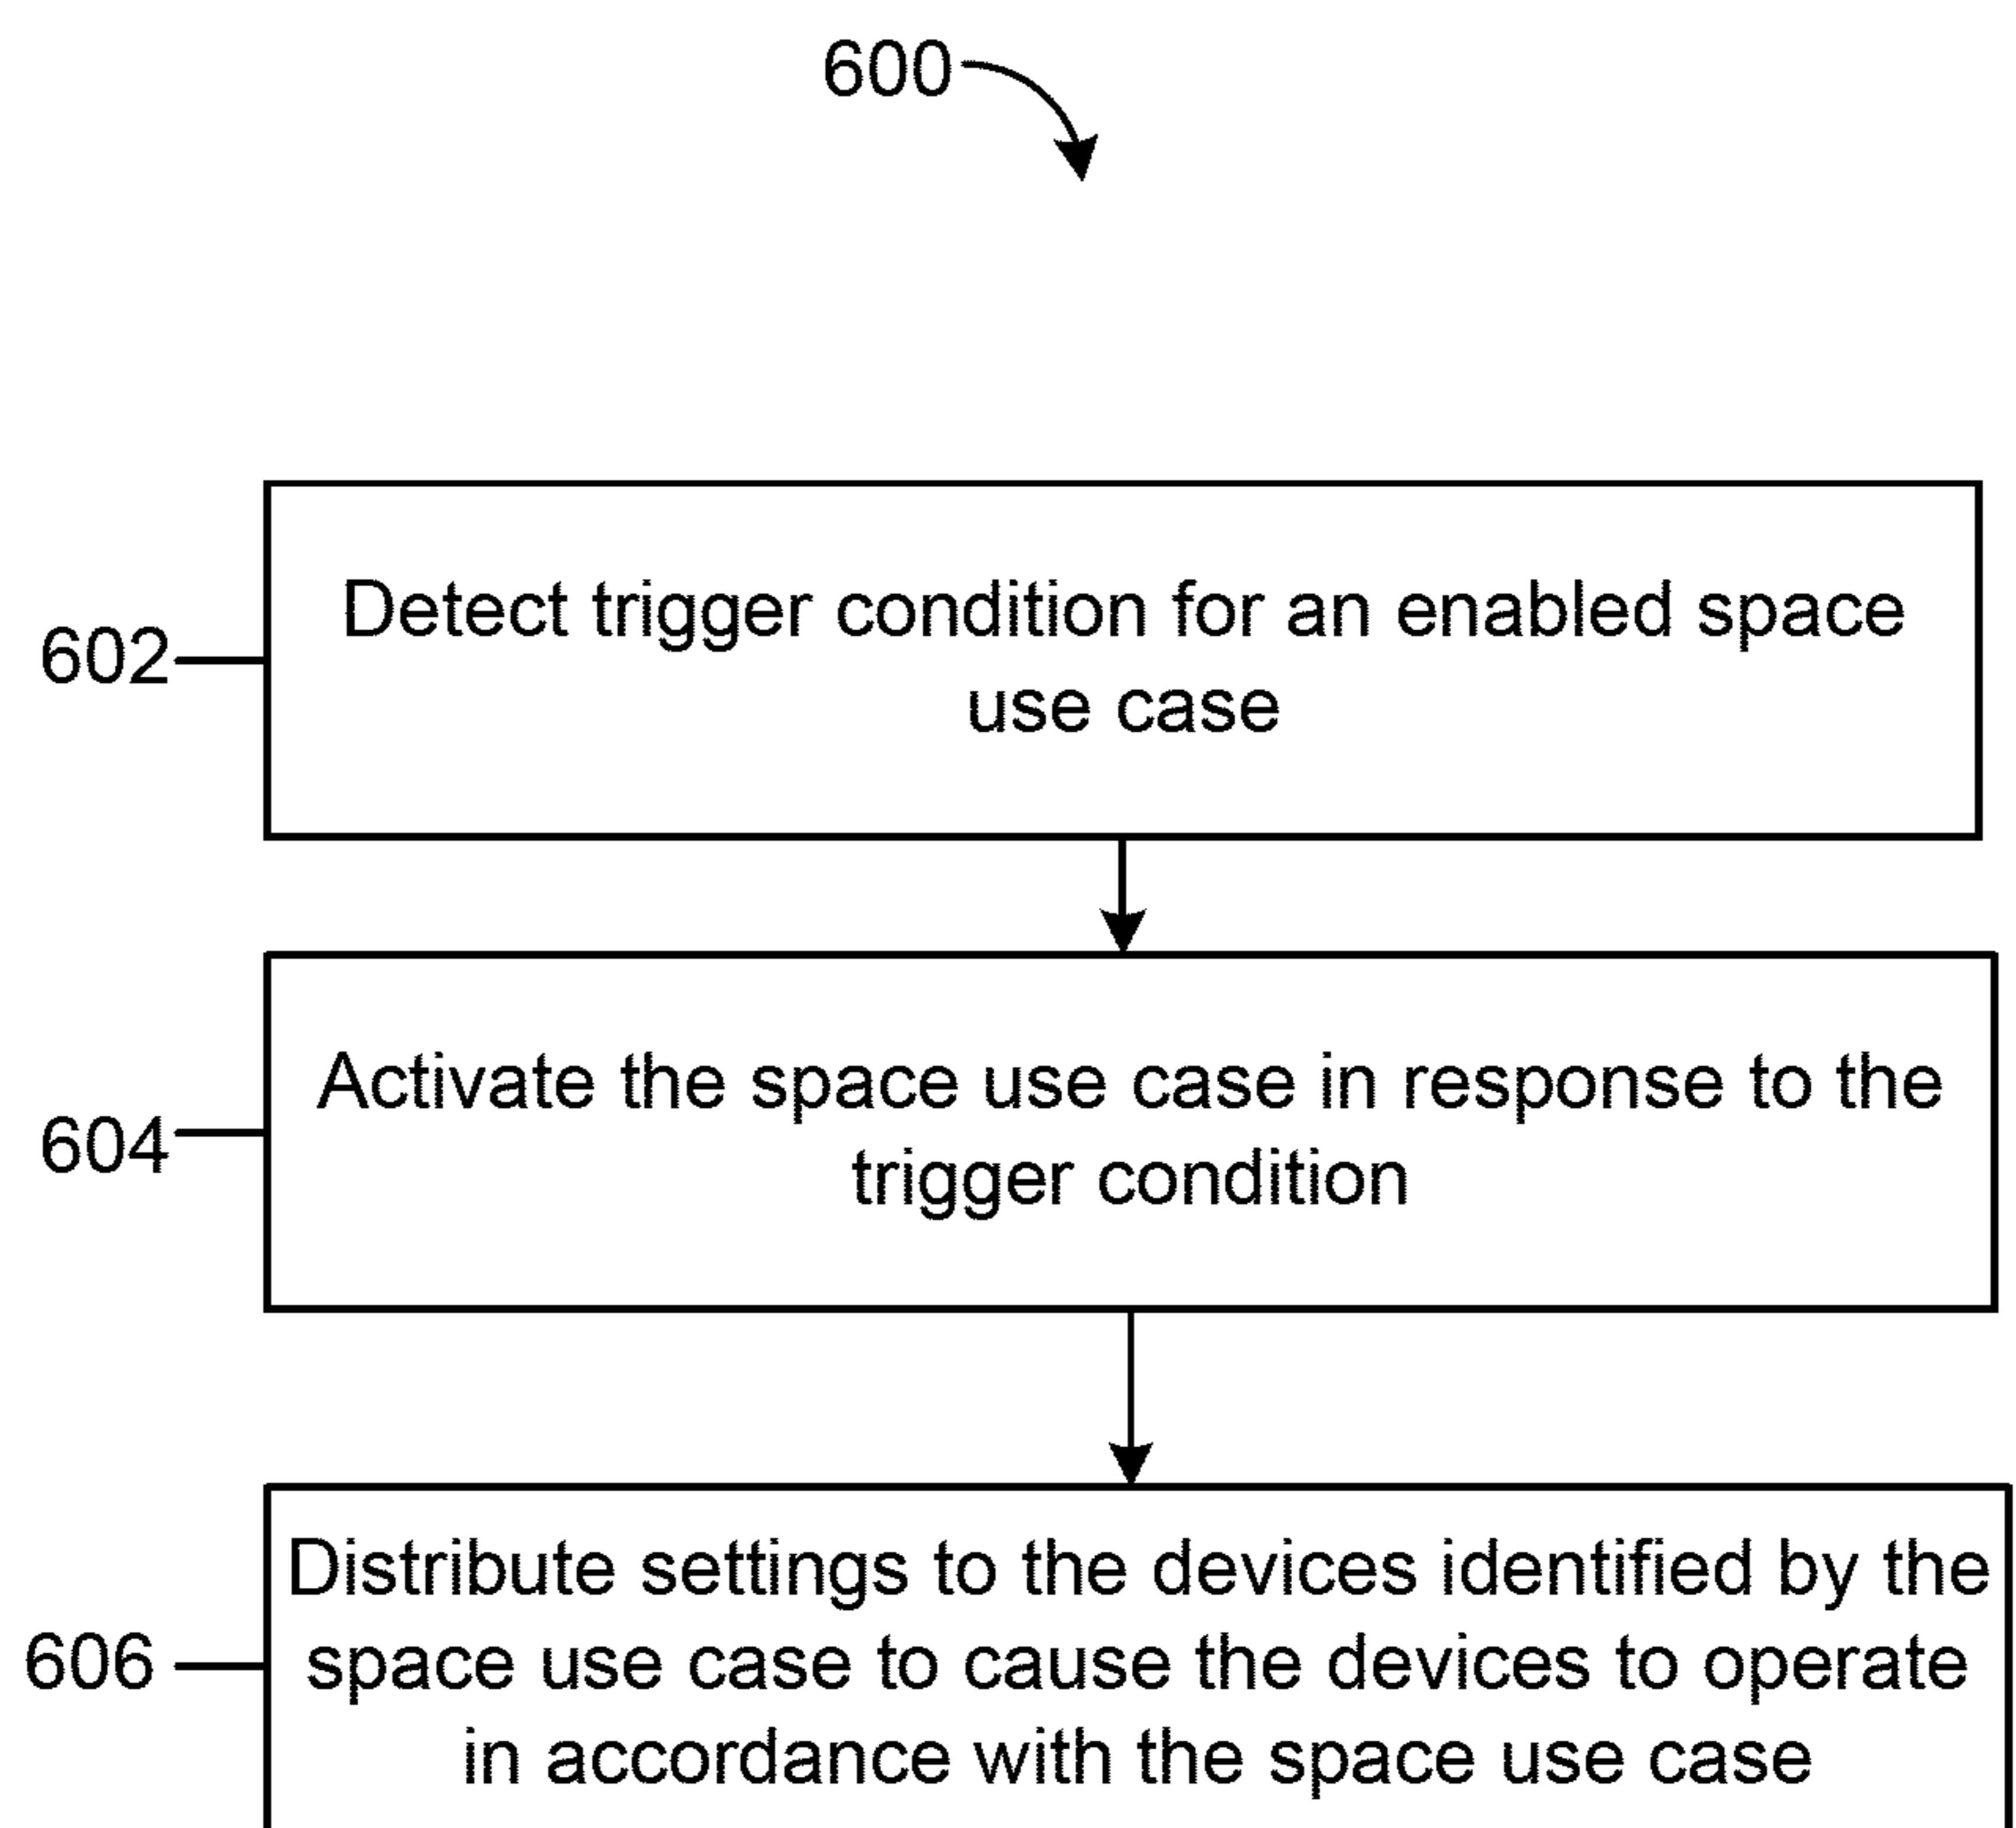 600
602
Detect trigger condition for an enabled space
use case
604
Activate the space use case in response to the
trigger condition
606
Distribute settings to the devices identified by the
space use case to cause the devices to operate
in accordance with the space use case